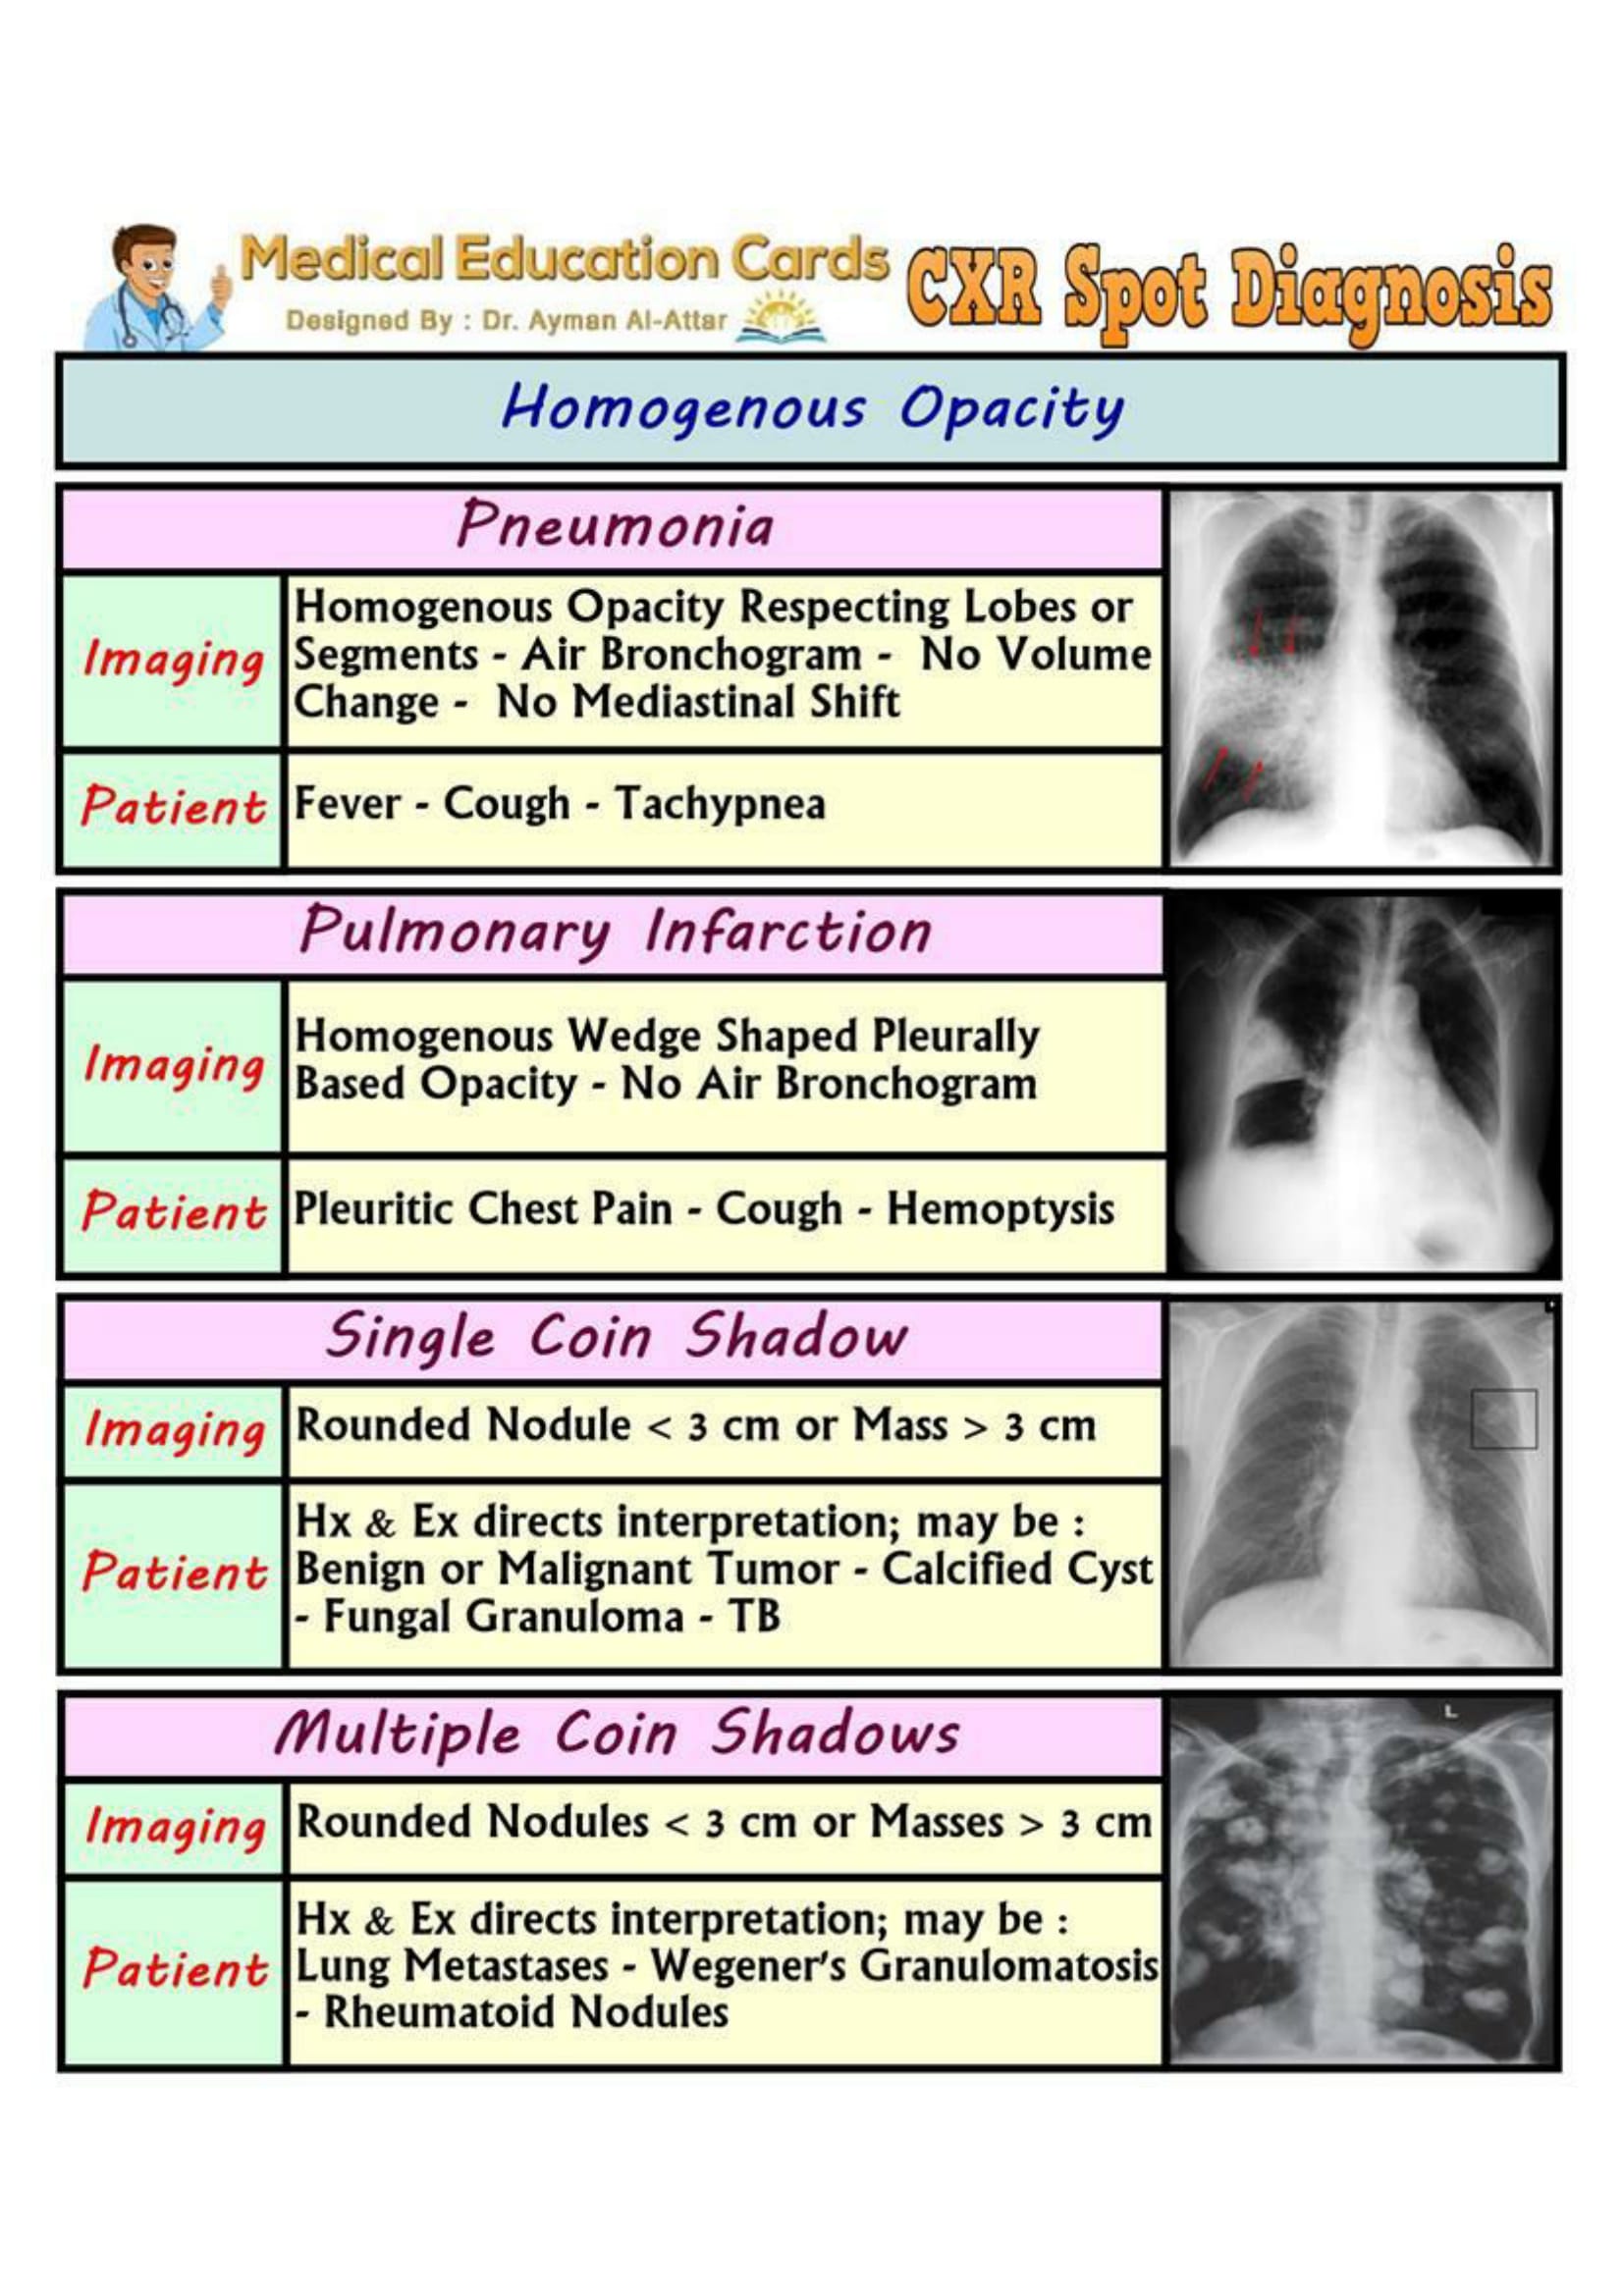 Medical Education Cards
Designed By : Dr. Ayman Al-Attar
CXR Spot Diagnosis
Homogenous Opacity
Pneumonia
Imaging
Homogenous Opacity Respecting Lobes or
Segments - Air Bronchogram - No Volume
Change - No Mediastinal Shift
Patient
Fever - Cough - Tachypnea
Pulmonary Infarction
Imaging
Homogenous Wedge Shaped Pleurally
Based Opacity - No Air Bronchogram
Patient
Pleuritic Chest Pain - Cough - Hemoptysis
Single Coin Shadow
Imaging
Rounded Nodule < 3 cm or Mass > 3 cm
Patient
Hx & Ex directs interpretation; may be :
Benign or Malignant Tumor - Calcified Cyst
- Fungal Granuloma - TB
Multiple Coin Shadows
L
Imaging
Rounded Nodules < 3 cm or Masses > 3 cm
Patient
Hx & Ex directs interpretation; may be :
Lung Metastases - Wegener's Granulomatosis
- Rheumatoid Nodules